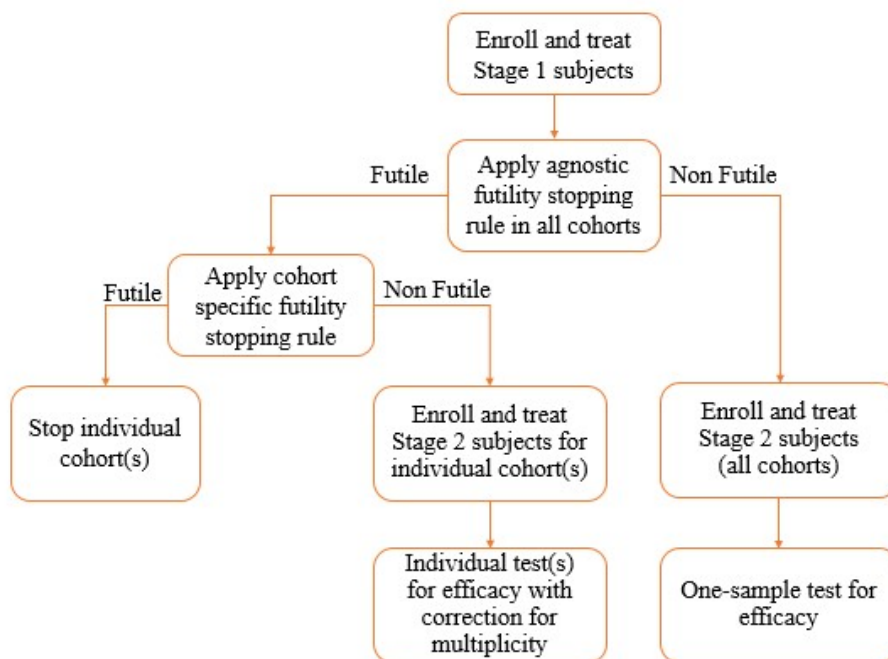 Enroll and treat
Stage 1 subjects
Futile
Apply agnostic
futility stopping
rule in all cohorts
Non Futile
Futile
Apply cohort
specific futility
stopping rule
Non Futile
Stop individual
cohort(s)
Enroll and treat
Stage 2 subjects for
individual cohort(s)
Enroll and treat
Stage 2 subjects
(all cohorts)
Individual test(s)
for efficacy with
correction for
multiplicity
One-sample test for
efficacy